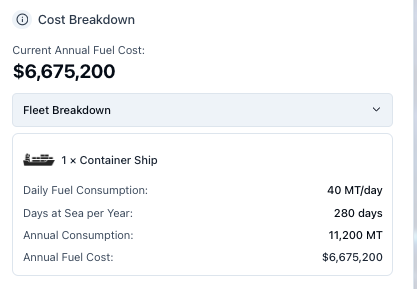 Cost Breakdown
Current Annual Fuel Cost:
$6,675,200
Fleet Breakdown
1 × Container Ship
Daily Fuel Consumption: 40 MT/day
Days at Sea per Year: 280 days
Annual Consumption: 11,200 MT
Annual Fuel Cost: $6,675,200